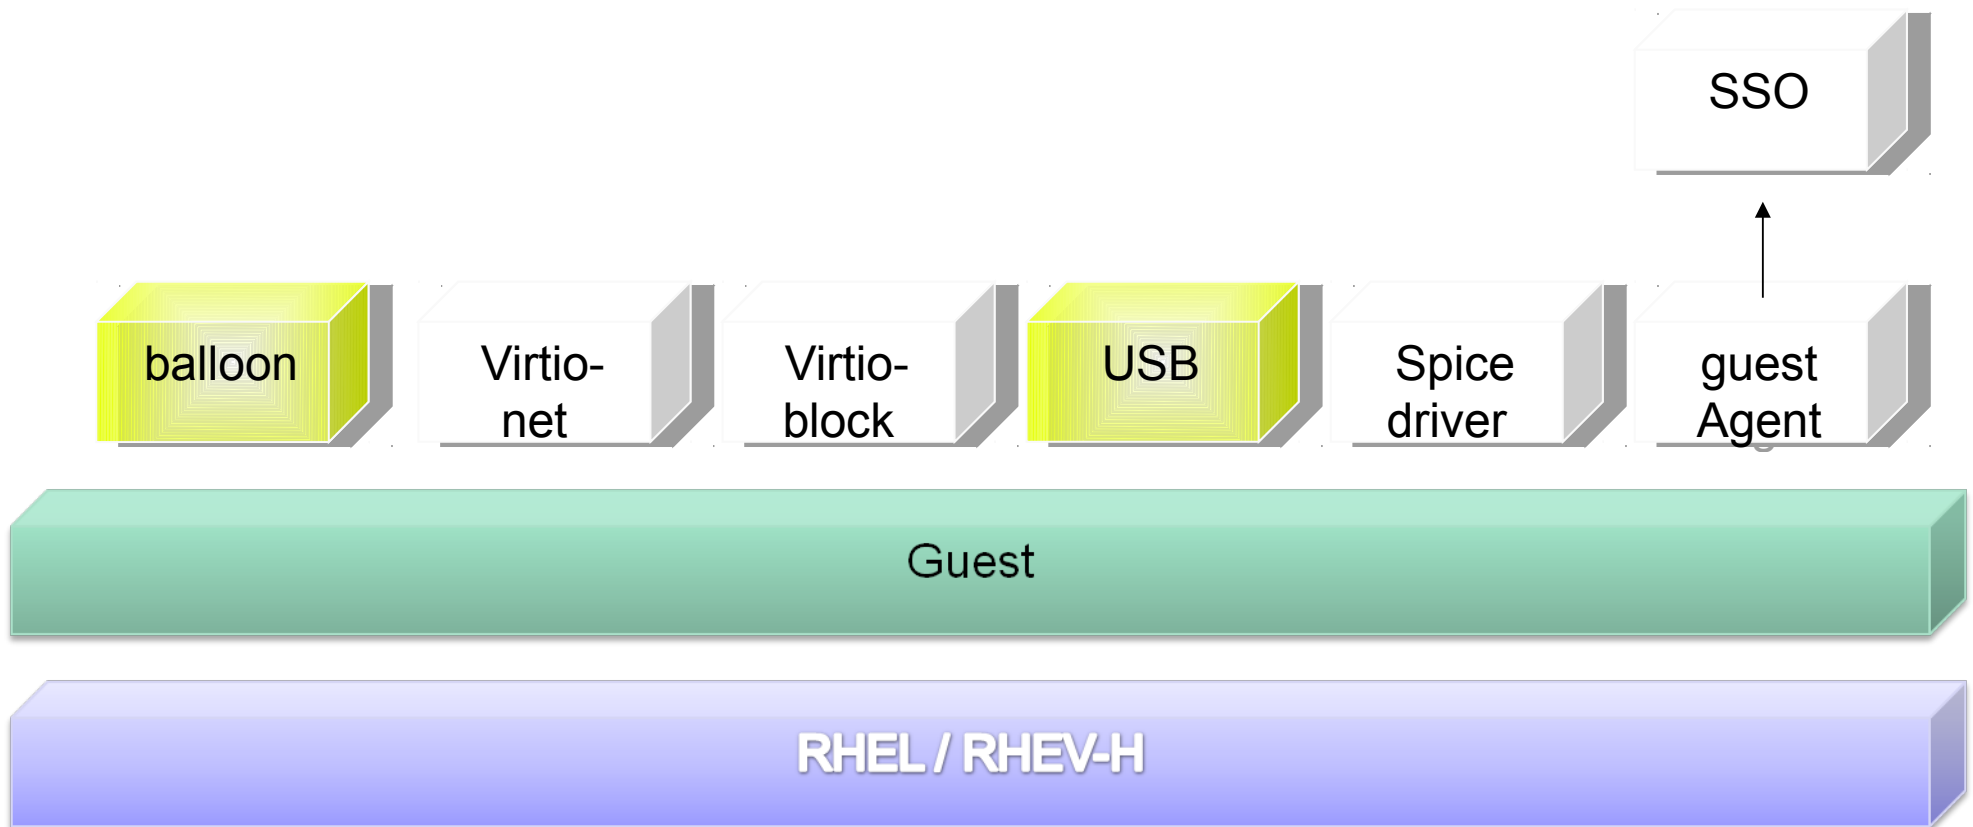 SSO
balloon
Virtio-
net
Virtio-
block
USB
Spice
driver
guest
Agent
Guest
RHEL / RHEV-H